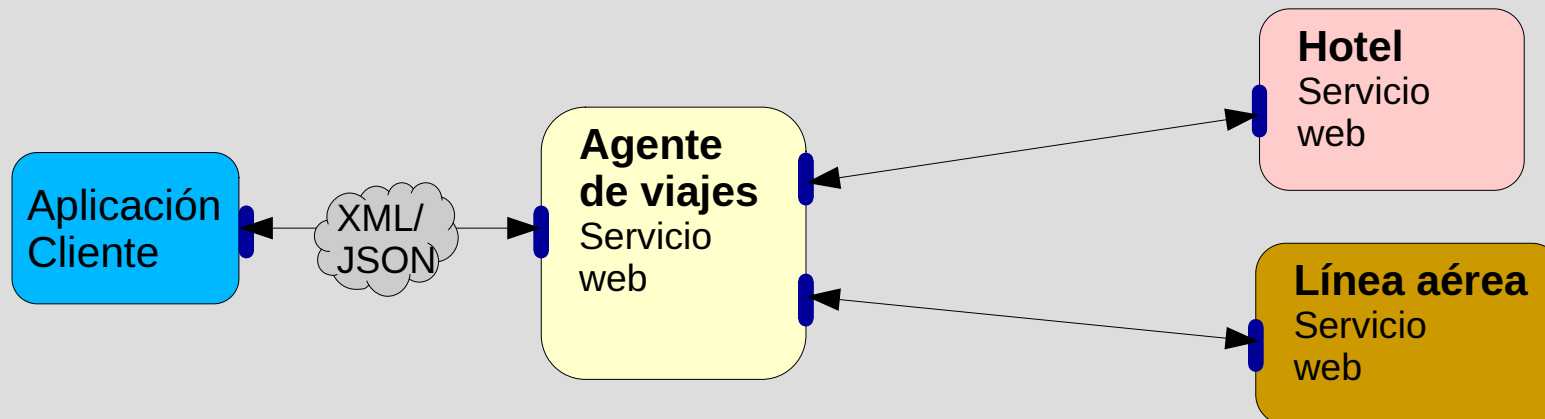 Aplicación
Cliente
XML/
JSON
Agente
de viajes
Servicio
web
Hotel
Servicio
web
Línea aérea
Servicio
web